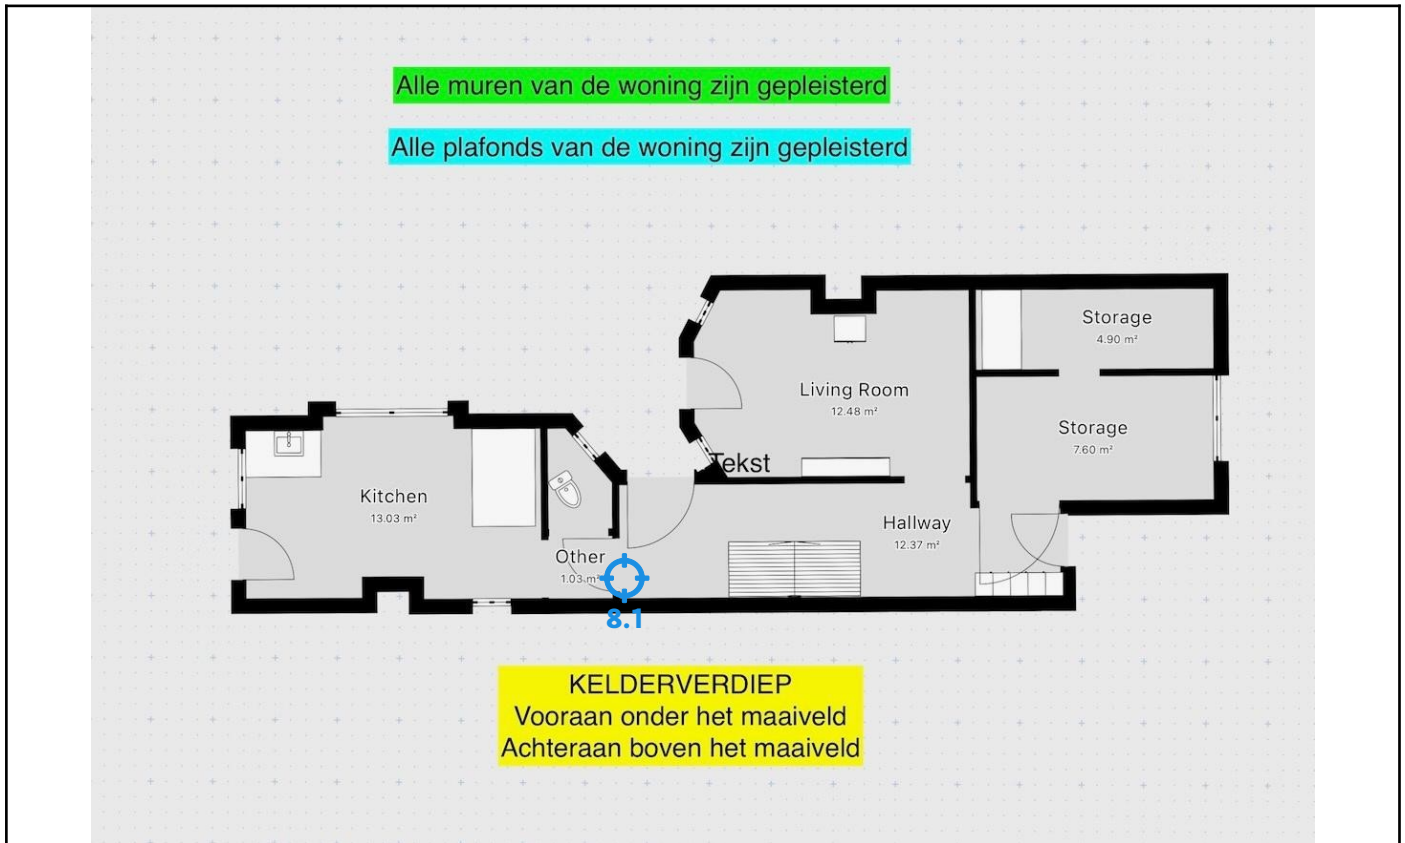 Alle muren van de woning zijn gepleisterd
Alle plafonds van de woning zijn gepleisterd
Storage
4.90 m²
Living Room
12.48 m²
Storage
7.60 m²
Tekst
Kitchen
13.03 m²
Hallway
12.37 m²
Other
1.03 m²
8.1
KELDERVERDIEP
Vooraan onder het maaiveld
Achteraan boven het maaiveld